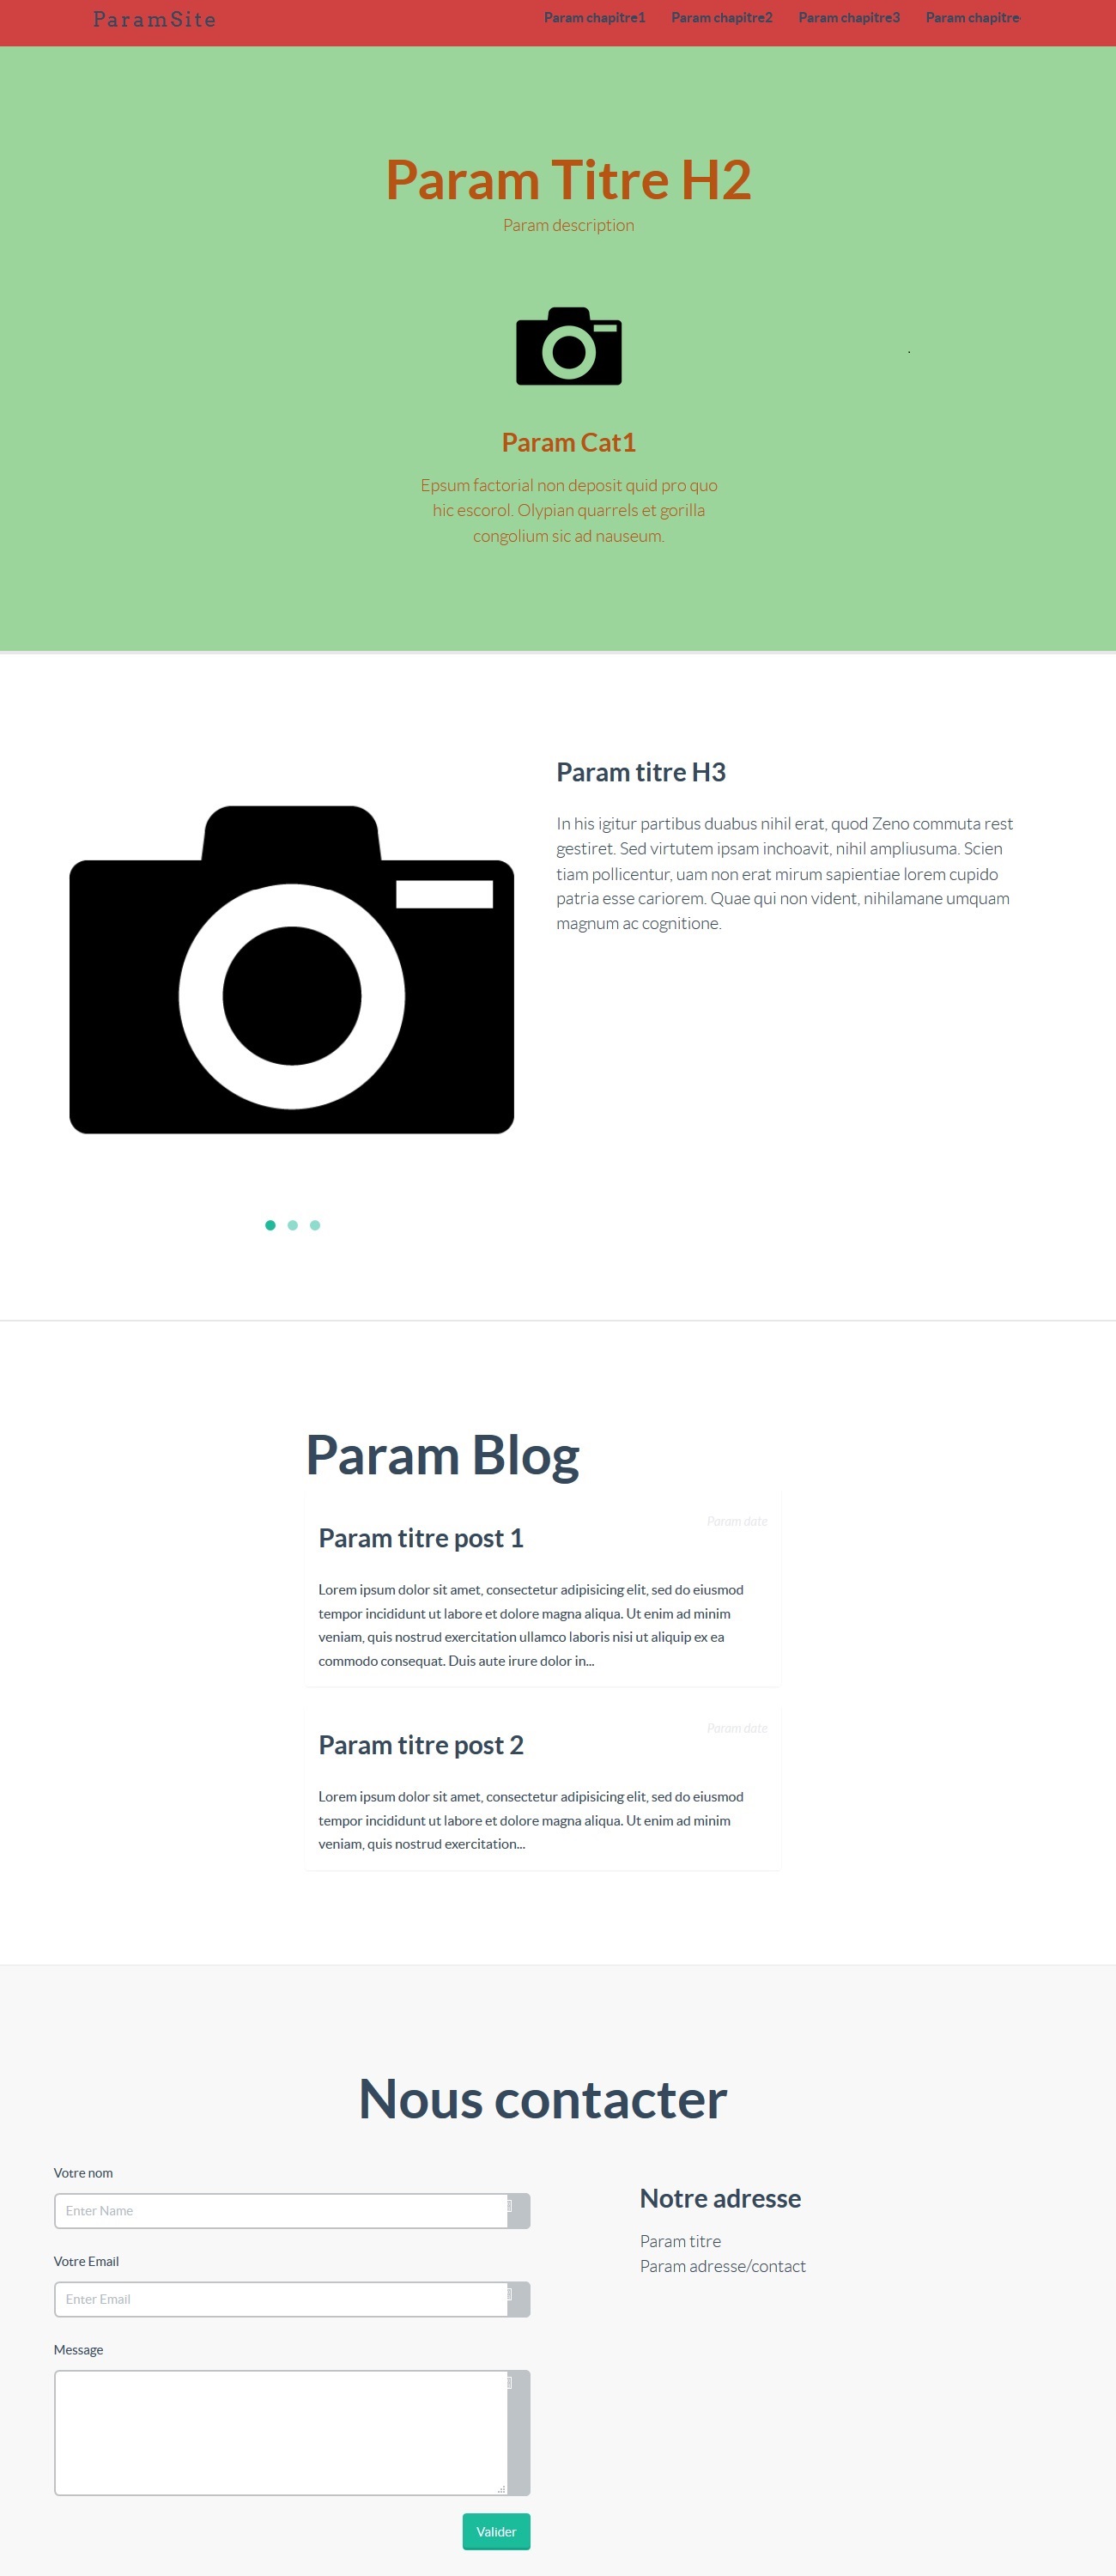 ParamSite
Param chapitre1 Param chapitre2 Param chapitre3 Param chapitre
Param Titre H2
Param description
Param Cat1
Epsum factorial non deposit quid pro quo
hic escorol. Olypian quarrels et gorilla
congolium sic ad nauseum.
Param titre H3
In his igitur partibus duabus nihil erat, quod Zeno commuta rest
gestiret. Sed virtutem ipsam inchoavit, nihil ampliusuma. Scien
tiam pollicentur, uam non erat mirum sapientiae lorem cupido
patria esse cariorem. Quae qui non vident, nihilamane umquam
magnum ac cognitione.
Param Blog
Param date
Param titre post 1
Lorem ipsum dolor sit amet, consectetur adipisicing elit, sed do eiusmod
tempor incididunt ut labore et dolore magna aliqua. Ut enim ad minim
veniam, quis nostrud exercitation ullamco laboris nisi ut aliquip ex ea
commodo consequat. Duis aute irure dolor in...
Param date
Param titre post 2
Lorem ipsum dolor sit amet, consectetur adipisicing elit, sed do eiusmod
tempor incididunt ut labore et dolore magna aliqua. Ut enim ad minim
veniam, quis nostrud exercitation...
Nous contacter
Votre nom
Enter Name
Votre Email
Enter Email
Message
Valider
Notre adresse
Param titre
Param adresse/contact